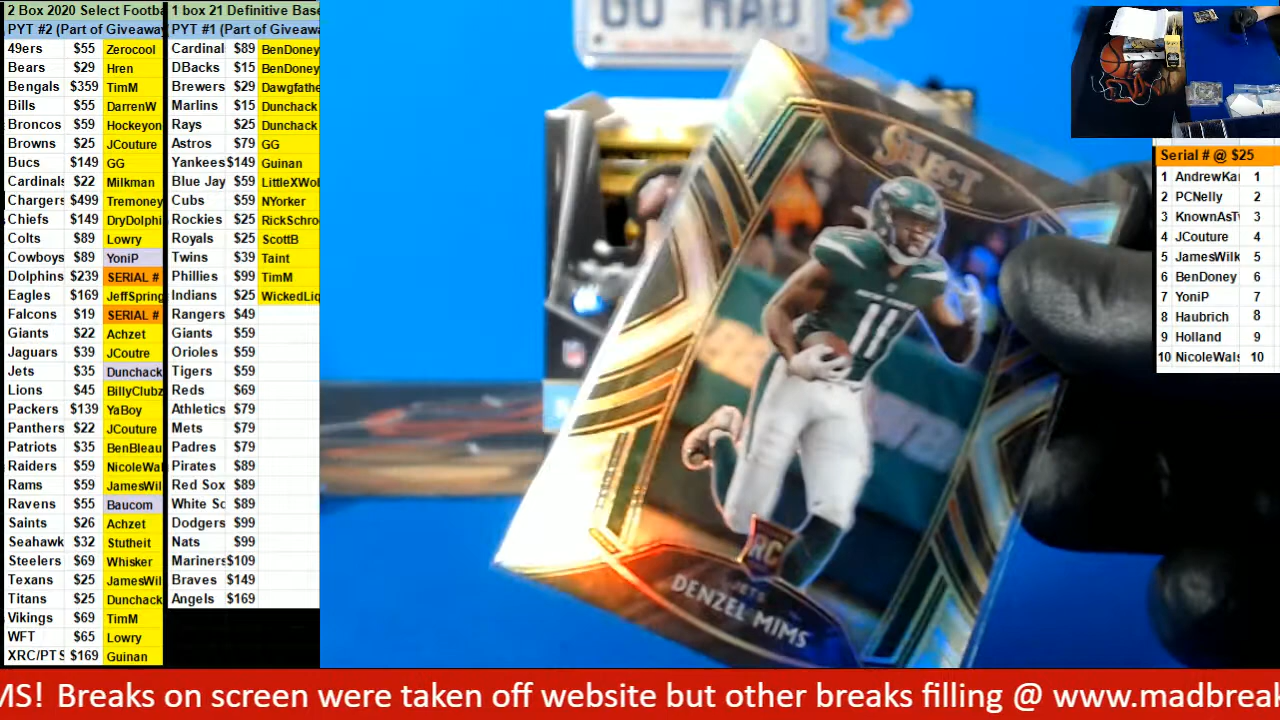 2 Box 2020 Select Footba
PYT #2 (Part of Giveaway
49ers $55 Zerocool
Bears $29 Hren
Bengals $359 TimM
Bills $55 DarrenW
Broncos $59 Hockeyon
Browns $25 JCouture
Bucs $149 GG
Cardinals $22 Milkman
Chargers $499 Tremoney
Chiefs $149 DryDolphi
Colts $89 Lowry
Cowboys $89 YoniP
Dolphins $239 SERIAL #
Eagles $169 JeffSpring
Falcons $19 SERIAL #
Giants $22 Achzet
Jaguars $39 JCoutre
Jets $35 Dunchack
Lions $45 BillyClubz
Packers $139 YaBoy
Panthers $22 JCouture
Patriots $35 BenBleau
Raiders $59 NicoleWal
Rams $59 JamesWil
Ravens $55 Baucom
Saints $26 Achzet
Seahawk $32 Stutheit
Steelers $69 Whisker
Texans $25 JamesWil
Titans $25 Dunchack
Vikings $69 TimM
WFT $65 Lowry
XRC/PTS $169 Guinan
1 box 21 Definitive Base
PYT #1 (Part of Giveawa
Cardinal $89 BenDoney
DBacks $15 BenDoney
Brewers $29 Dawgfathe
Marlins $15 Dunchack
Rays $25 Dunchack
Astros $79 GG
Yankees $149 Guinan
Blue Jay $59 LittleXWol
Cubs $59 NYorker
Rockies $25 RickSchro
Royals $25 ScottB
Twins $39 Taint
Phillies $99 TimM
Indians $25 WickedLiq
Rangers $49
Giants $59
Orioles $59
Tigers $59
Reds $69
Athletics $79
Mets $79
Padres $79
Pirates $89
Red Sox $89
White So $89
Dodgers $99
Nats $99
Mariners $109
Braves $149
Angels $169
GO MAD
SELECT
11
RC
JETS
DENZEL MIMS
Serial # @ $25
1 AndrewKa 1
2 PCNelly 2
3 KnownAsT 3
4 JCouture 4
5 JamesWilk 5
6 BenDoney 6
7 YoniP 7
8 Haubrich 8
9 Holland 9
10 NicoleWals 10
MS! Breaks on screen were taken off website but other breaks filling @ www.madbreak